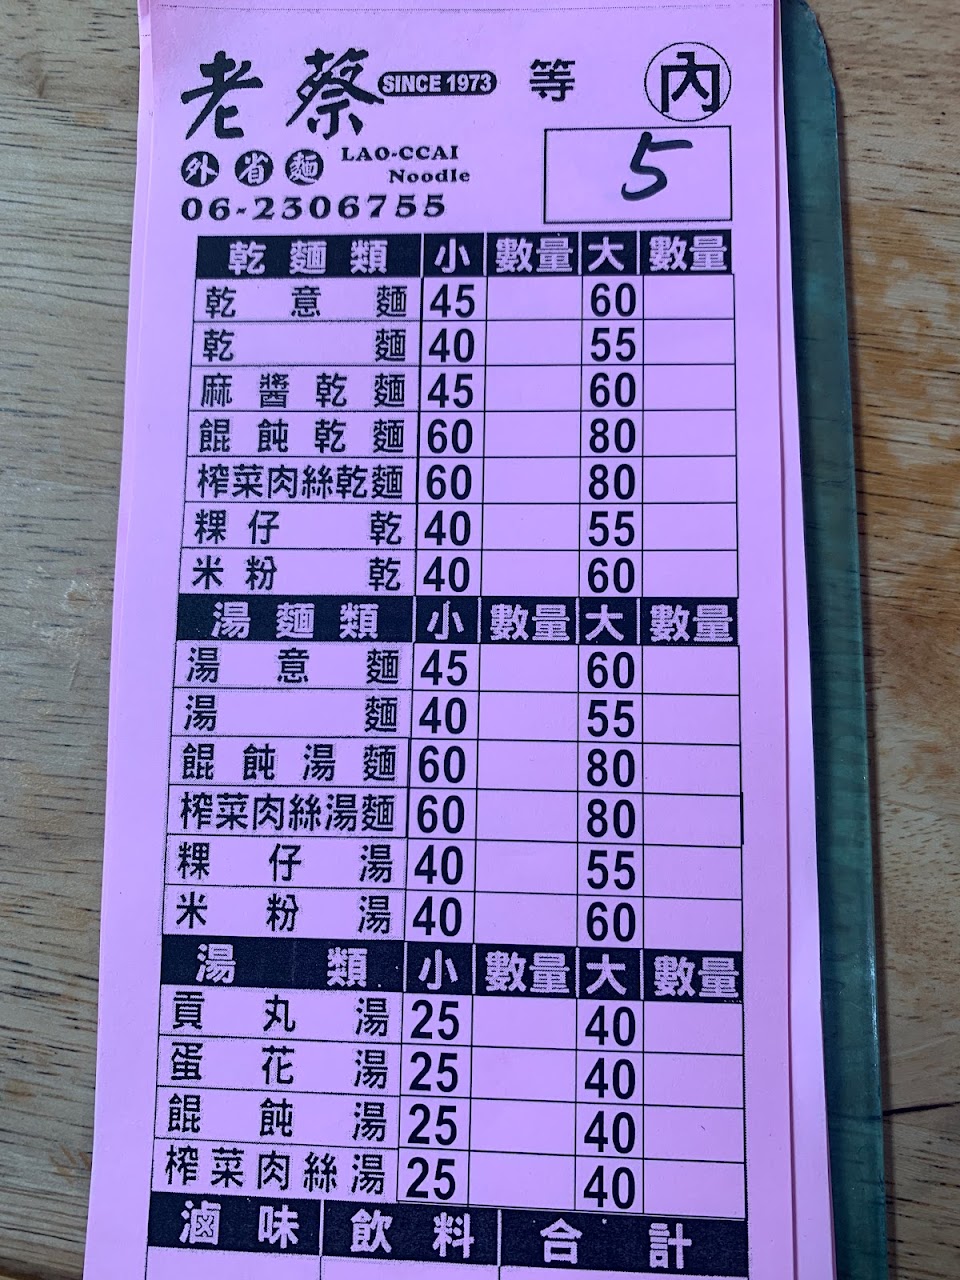 老蔡 SINCE 1973 等 內
外省麵 LAO-CCAI Noodle
5
06-2306755
乾麵類 小 數量 大 數量
乾意麵 45 60
乾麵 40 55
麻醬乾麵 45 60
餛飩乾麵 60 80
榨菜肉絲乾麵 60 80
粿仔乾 40 55
米粉乾 40 60
湯麵類 小 數量 大 數量
湯意麵 45 60
湯麵 40 55
餛飩湯麵 60 80
榨菜肉絲湯麵 60 80
粿仔湯 40 55
米粉湯 40 60
湯類 小 數量 大 數量
貢丸湯 25 40
蛋花湯 25 40
餛飩湯 25 40
榨菜肉絲湯 25 40
滷味 飲料 合計